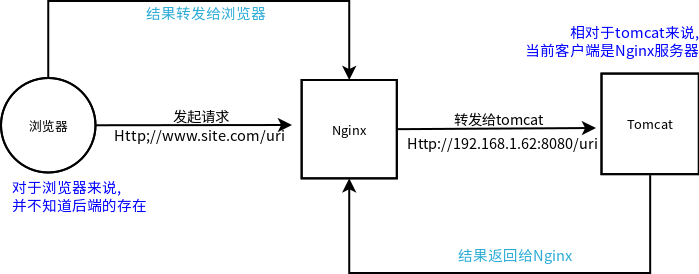 结果转发给浏览器
相对于tomcat来说,
当前客户端是Nginx服务器
发起请求
浏览器
Http;//www.site.com/uri
Nginx
转发给tomcat
Http://192.168.1.62:8080/uri
Tomcat
对于浏览器来说,
并不知道后端的存在
结果返回给Nginx